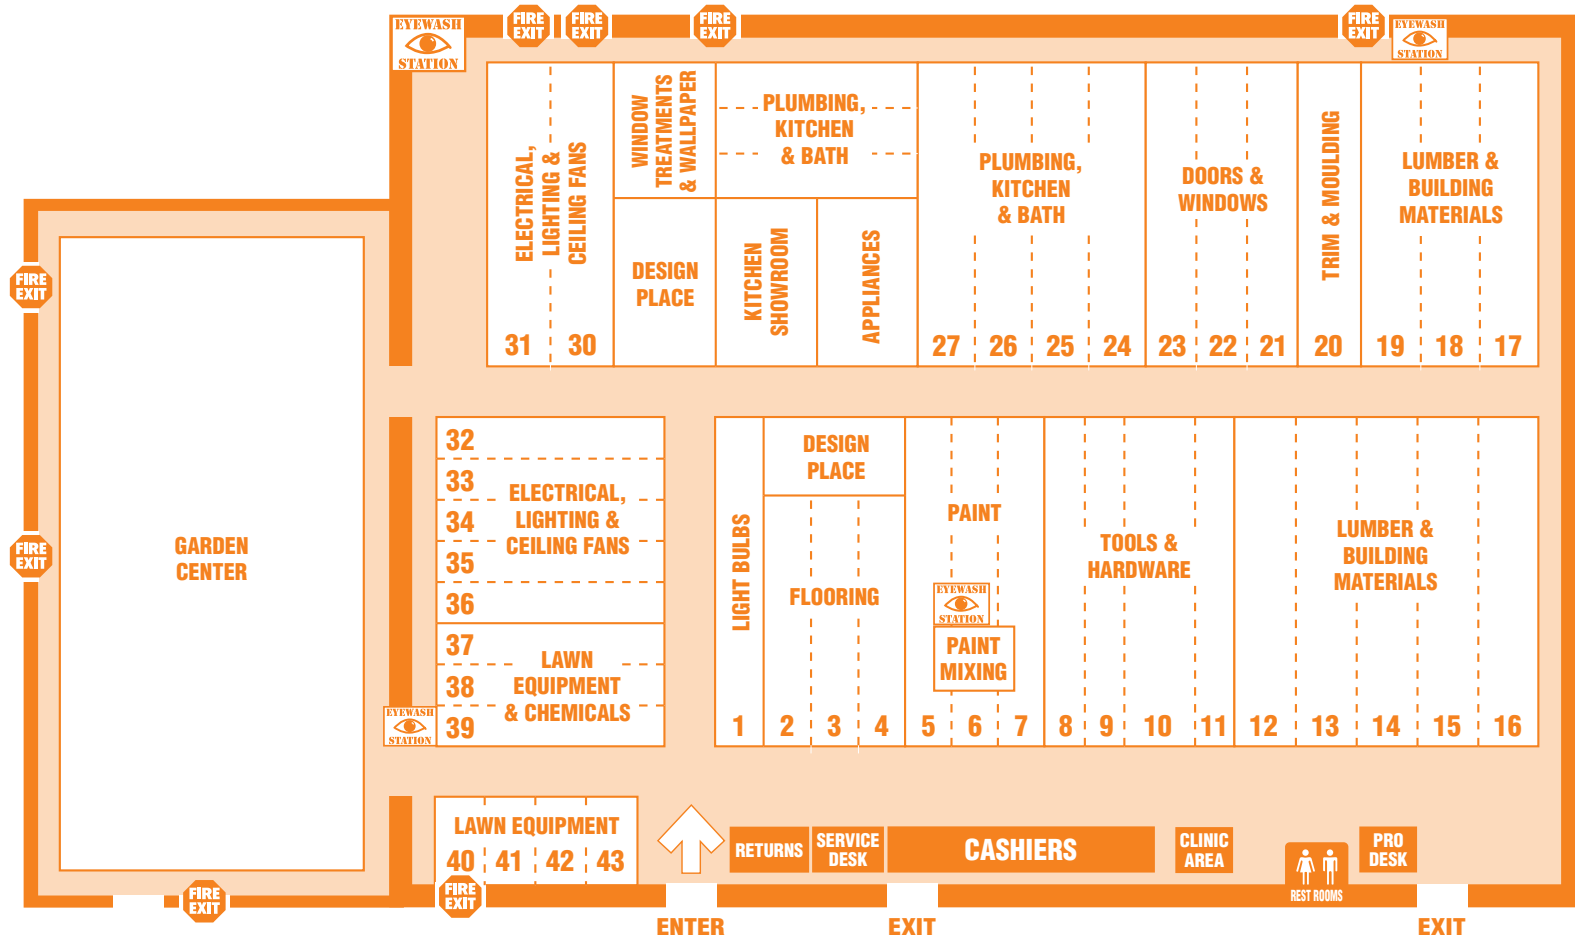 EYEWASH
STATION
FIRE
EXIT
FIRE
EXIT
FIRE
EXIT
FIRE
EXIT
EYEWASH
STATION
ELECTRICAL,
LIGHTING &
CEILING FANS
31
30
WINDOW
TREATMENTS
& WALLPAPER
PLUMBING,
KITCHEN
& BATH
DESIGN
PLACE
KITCHEN
SHOWROOM
APPLIANCES
PLUMBING,
KITCHEN
& BATH
27 26 25 24
DOORS &
WINDOWS
23 22 21
TRIM & MOULDING
20
LUMBER &
BUILDING
MATERIALS
19 18 17
FIRE
EXIT
FIRE
EXIT
GARDEN
CENTER
32
33
34
35
36
ELECTRICAL,
LIGHTING &
CEILING FANS
37
38
39
LAWN
EQUIPMENT
& CHEMICALS
EYEWASH
STATION
LIGHT BULBS
1
DESIGN
PLACE
FLOORING
2 3 4
PAINT
EYEWASH
STATION
PAINT
MIXING
5 6 7
TOOLS &
HARDWARE
8 9 10 11
LUMBER &
BUILDING
MATERIALS
12 13 14 15 16
LAWN EQUIPMENT
40 41 42 43
FIRE
EXIT
FIRE
EXIT
RETURNS
SERVICE
DESK
CASHIERS
CLINIC
AREA
REST ROOMS
PRO
DESK
ENTER
EXIT
EXIT